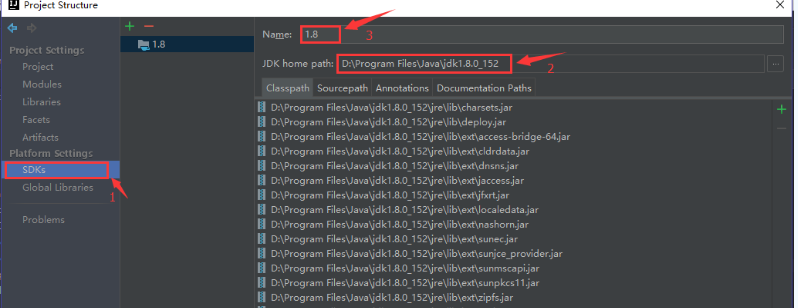 Project Structure
Project Settings
Project
Modules
Libraries
Facets
Artifacts
Platform Settings
SDKs
Global Libraries
Problems
1
1.8
Name: 1.8
3
JDK home path: D:\Program Files\Java\jdk1.8.0_152
2
Classpath Sourcepath Annotations Documentation Paths
D:\Program Files\Java\jdk1.8.0_152\jre\lib\charsets.jar
D:\Program Files\Java\jdk1.8.0_152\jre\lib\deploy.jar
D:\Program Files\Java\jdk1.8.0_152\jre\lib\ext\access-bridge-64.jar
D:\Program Files\Java\jdk1.8.0_152\jre\lib\ext\cldrdata.jar
D:\Program Files\Java\jdk1.8.0_152\jre\lib\ext\dnsns.jar
D:\Program Files\Java\jdk1.8.0_152\jre\lib\ext\jaccess.jar
D:\Program Files\Java\jdk1.8.0_152\jre\lib\ext\jfxrt.jar
D:\Program Files\Java\jdk1.8.0_152\jre\lib\ext\localedata.jar
D:\Program Files\Java\jdk1.8.0_152\jre\lib\ext\nashorn.jar
D:\Program Files\Java\jdk1.8.0_152\jre\lib\ext\sunec.jar
D:\Program Files\Java\jdk1.8.0_152\jre\lib\ext\sunjce_provider.jar
D:\Program Files\Java\jdk1.8.0_152\jre\lib\ext\sunmscapi.jar
D:\Program Files\Java\jdk1.8.0_152\jre\lib\ext\sunpkcs11.jar
D:\Program Files\Java\jdk1.8.0_152\jre\lib\ext\zipfs.jar